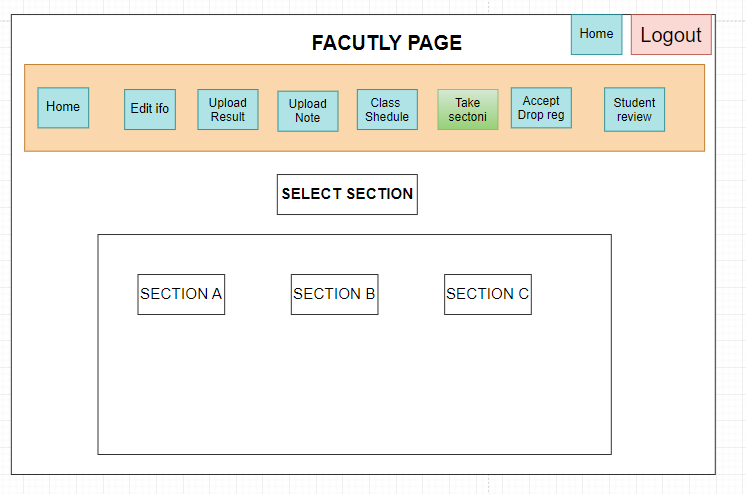 Home
Logout
FACUTLY PAGE
Home
Edit ifo
Upload
Result
Upload
Note
Class
Shedule
Take
sectoni
Accept
Drop reg
Student
review
SELECT SECTION
SECTION A
SECTION B
SECTION C